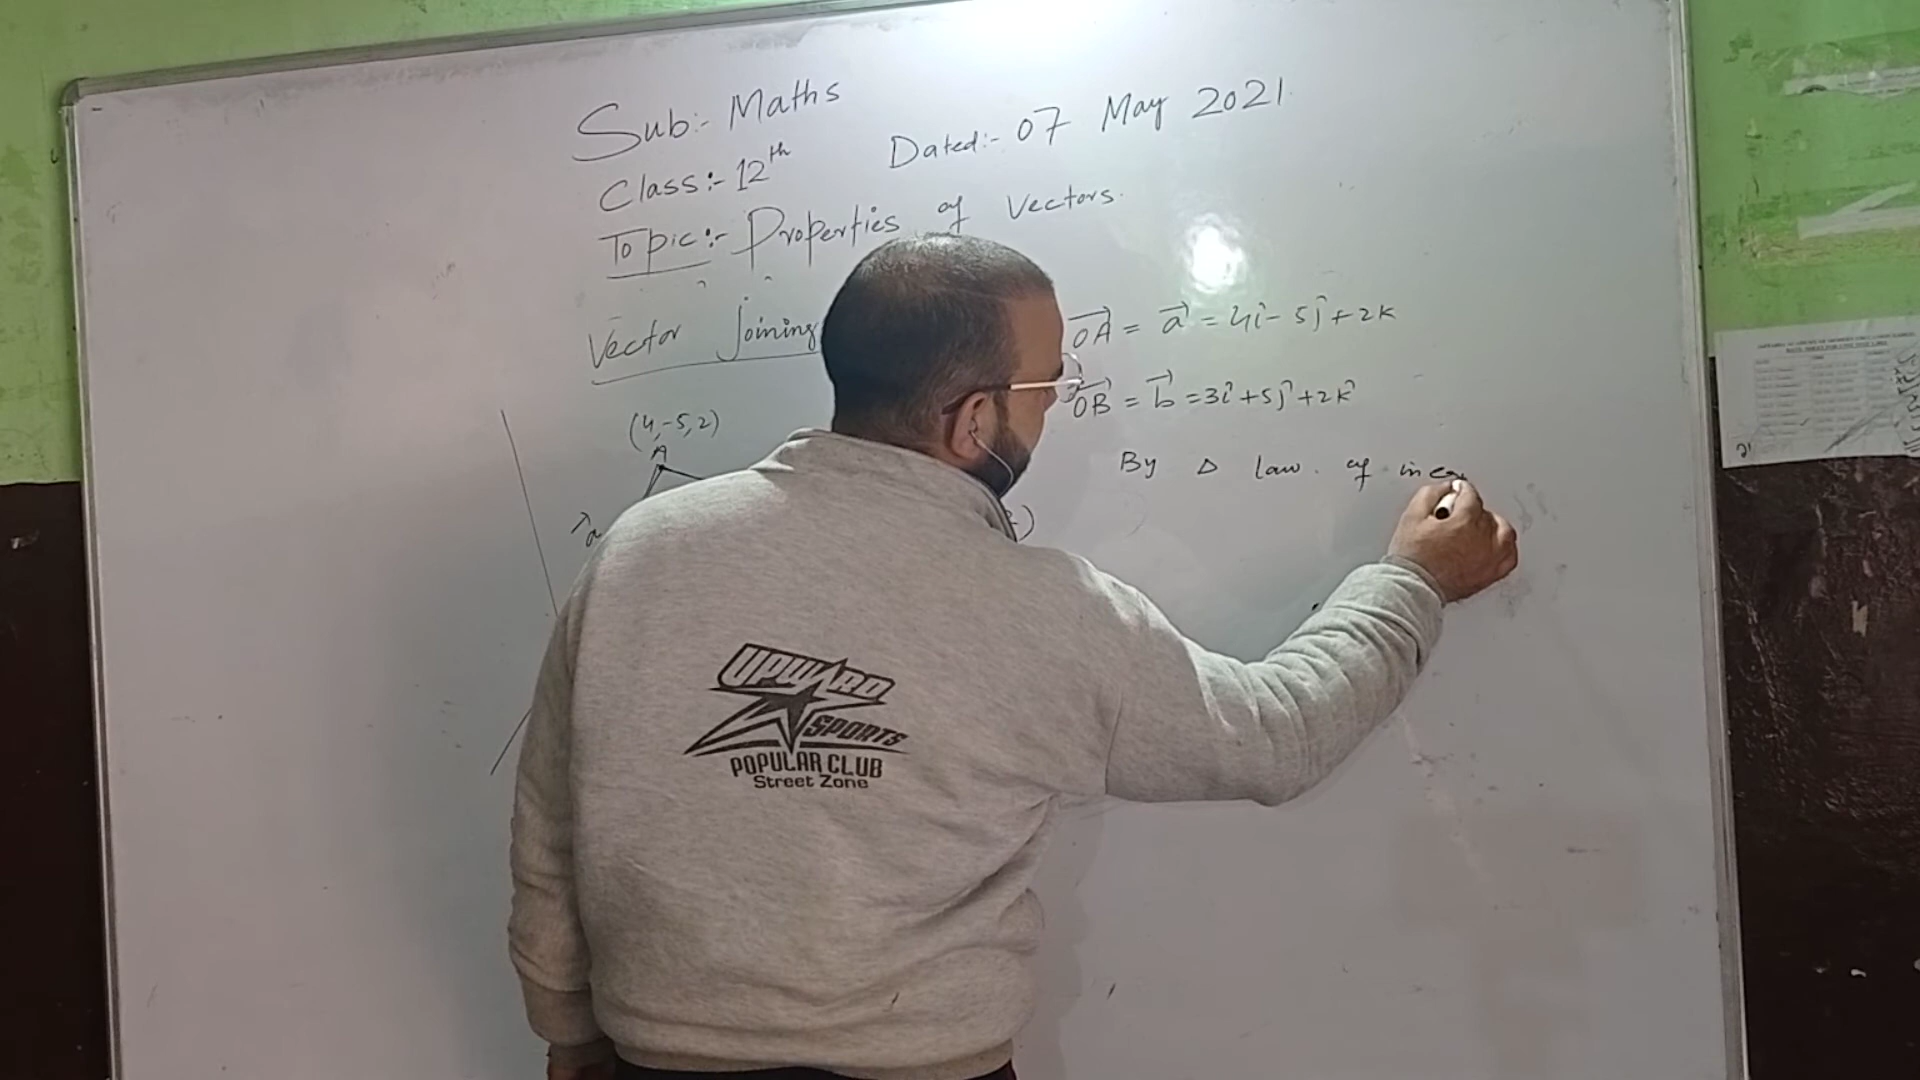 Sub:- Maths
Class:- 12th Dated:- 07 May 2021
Topic:- Properties of Vectors.
Vector Joining
OA = a = 4i - 5j + 2k
OB = b = 3i + 5j + 2k
(4, -5, 2)
A
By Δ law of ineq
a
UPWARD
SPORTS
POPULAR CLUB
Street Zone